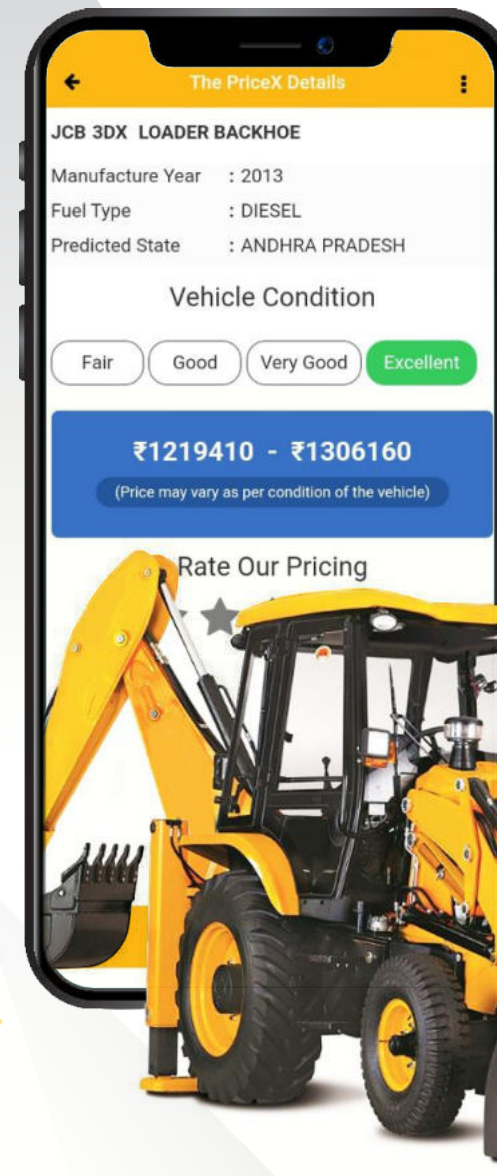 The PriceX Details
JCB 3DX LOADER BACKHOE
Manufacture Year : 2013
Fuel Type : DIESEL
Predicted State : ANDHRA PRADESH
Vehicle Condition
Fair Good Very Good Excellent
₹1219410 - ₹1306160
(Price may vary as per condition of the vehicle)
Rate Our Pricing